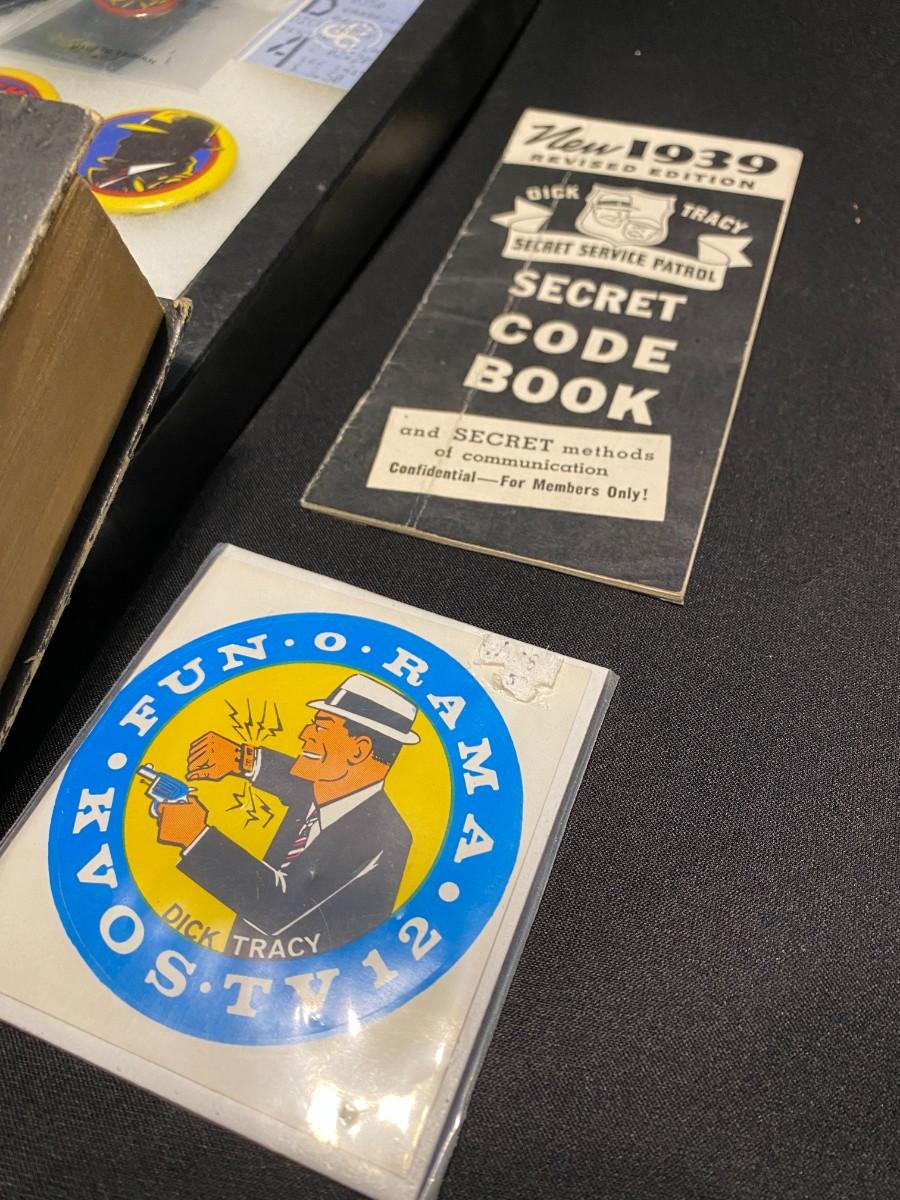 New 1939
REVISED EDITION
DICK TRACY
SECRET SERVICE PATROL
SECRET
CODE
BOOK
and SECRET methods
of communication
Confidential—For Members Only!
FUN·O·RAMA
KVOS·TV 12
DICK TRACY
D
A